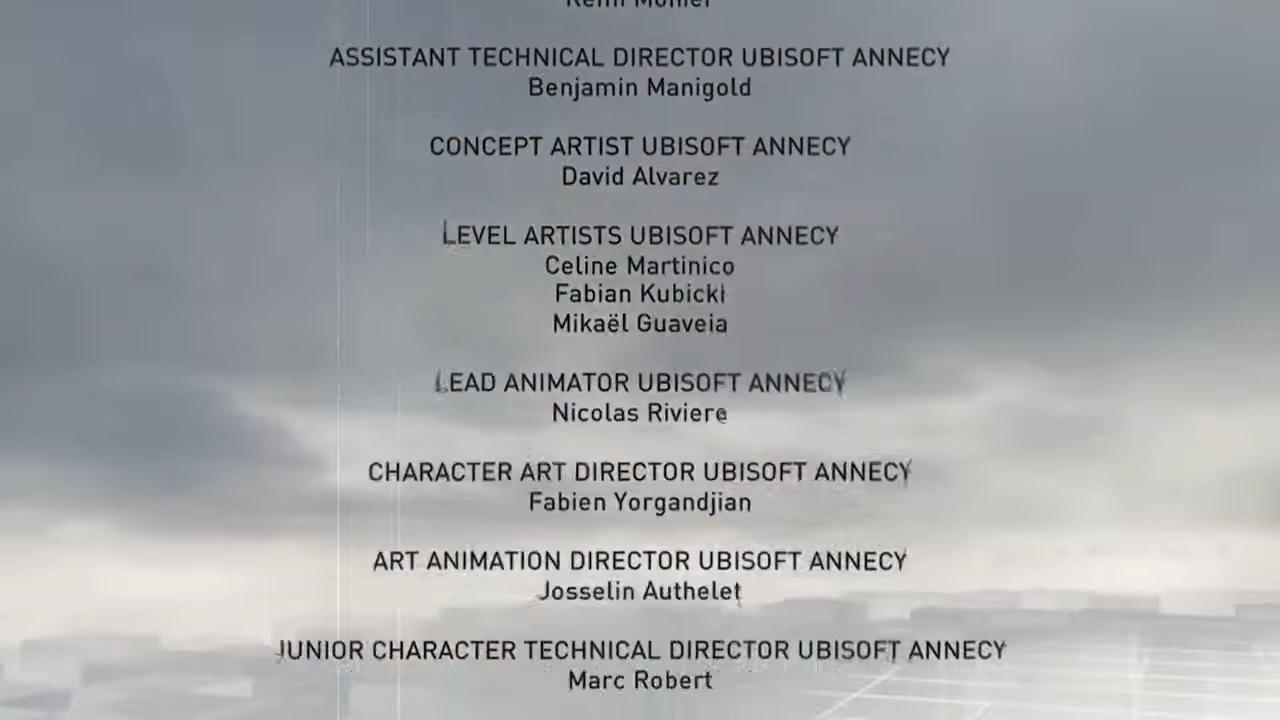 ASSISTANT TECHNICAL DIRECTOR UBISOFT ANNECY
Benjamin Manigold
CONCEPT ARTIST UBISOFT ANNECY
David Alvarez
LEVEL ARTISTS UBISOFT ANNECY
Celine Martinico
Fabian Kubicki
Mikaël Guaveia
LEAD ANIMATOR UBISOFT ANNECY
Nicolas Riviere
CHARACTER ART DIRECTOR UBISOFT ANNECY
Fabien Yorgandjian
ART ANIMATION DIRECTOR UBISOFT ANNECY
Josselin Authelet
JUNIOR CHARACTER TECHNICAL DIRECTOR UBISOFT ANNECY
Marc Robert